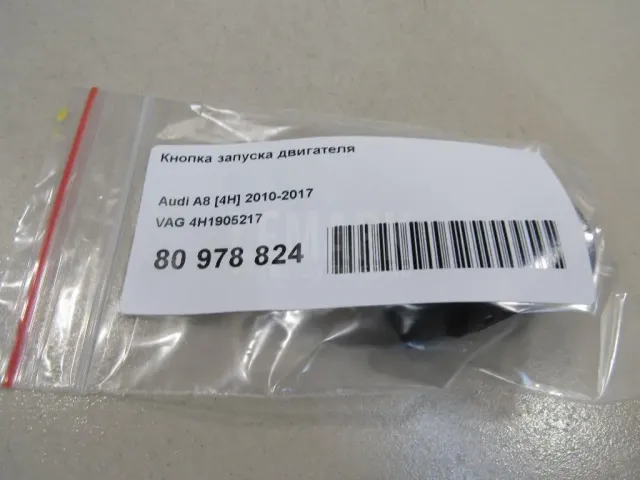 Кнопка запуска двигателя
Audi A8 [4H] 2010-2017
VAG 4H1905217
80 978 824